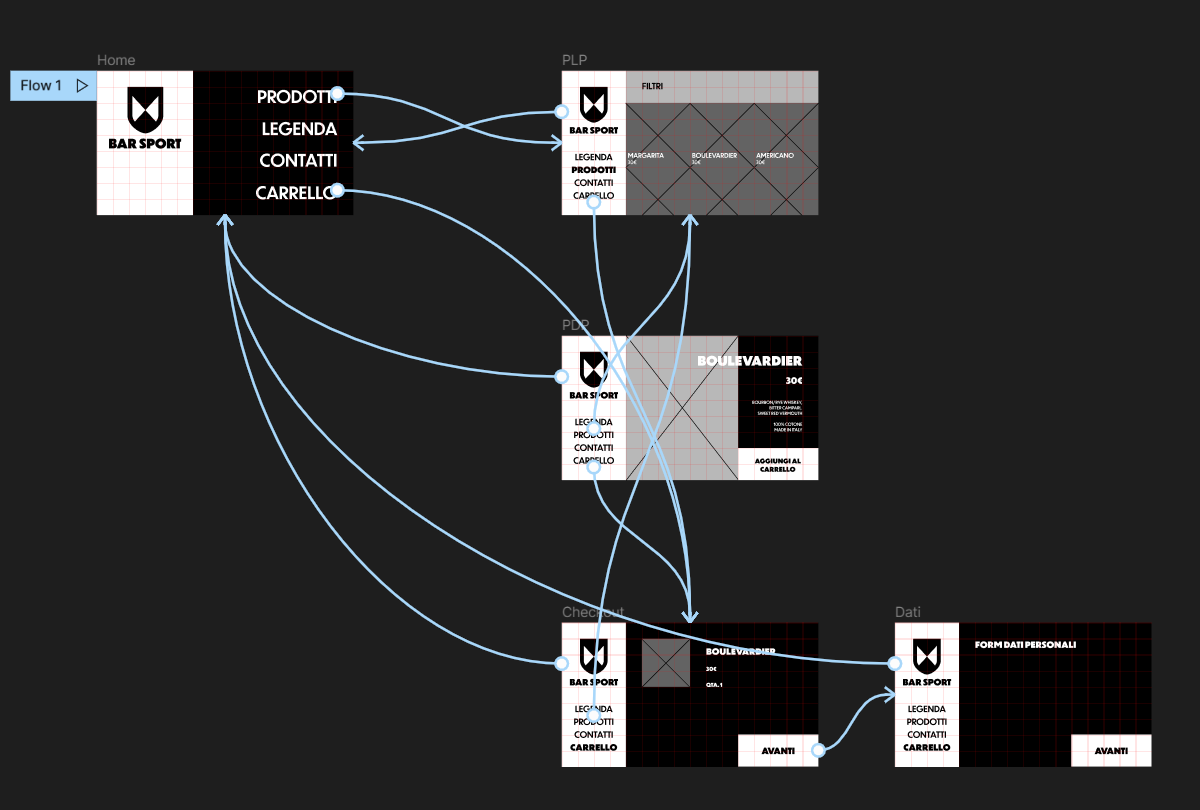 Home
Flow 1
BAR SPORT
PRODOTTI
LEGENDA
CONTATTI
CARRELLO
PLP
BAR SPORT
LEGENDA
PRODOTTI
CONTATTI
CARRELLO
FILTRI
MARGARITA
30€
BOULEVARDIER
30€
AMERICANO
30€
PDP
BAR SPORT
LEGENDA
PRODOTTI
CONTATTI
CARRELLO
BOULEVARDIER
30€
BOURBON/RYE WHISKEY,
BITTER CAMPARI,
SWEET RED VERMOUTH
100% COTONE
MADE IN ITALY
AGGIUNGI AL
CARRELLO
Checkout
BAR SPORT
LEGENDA
PRODOTTI
CONTATTI
CARRELLO
BOULEVARDIER
30€
QTA. 1
AVANTI
Dati
BAR SPORT
LEGENDA
PRODOTTI
CONTATTI
CARRELLO
FORM DATI PERSONALI
AVANTI